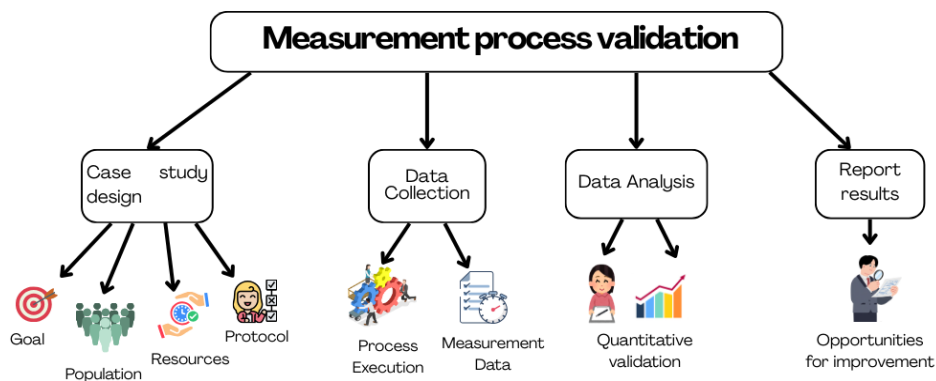 Measurement process validation
Case study
design
Data
Collection
Data Analysis
Report
results
Goal
Population
Resources
Protocol
Process
Execution
Measurement
Data
Quantitative
validation
Opportunities
for improvement